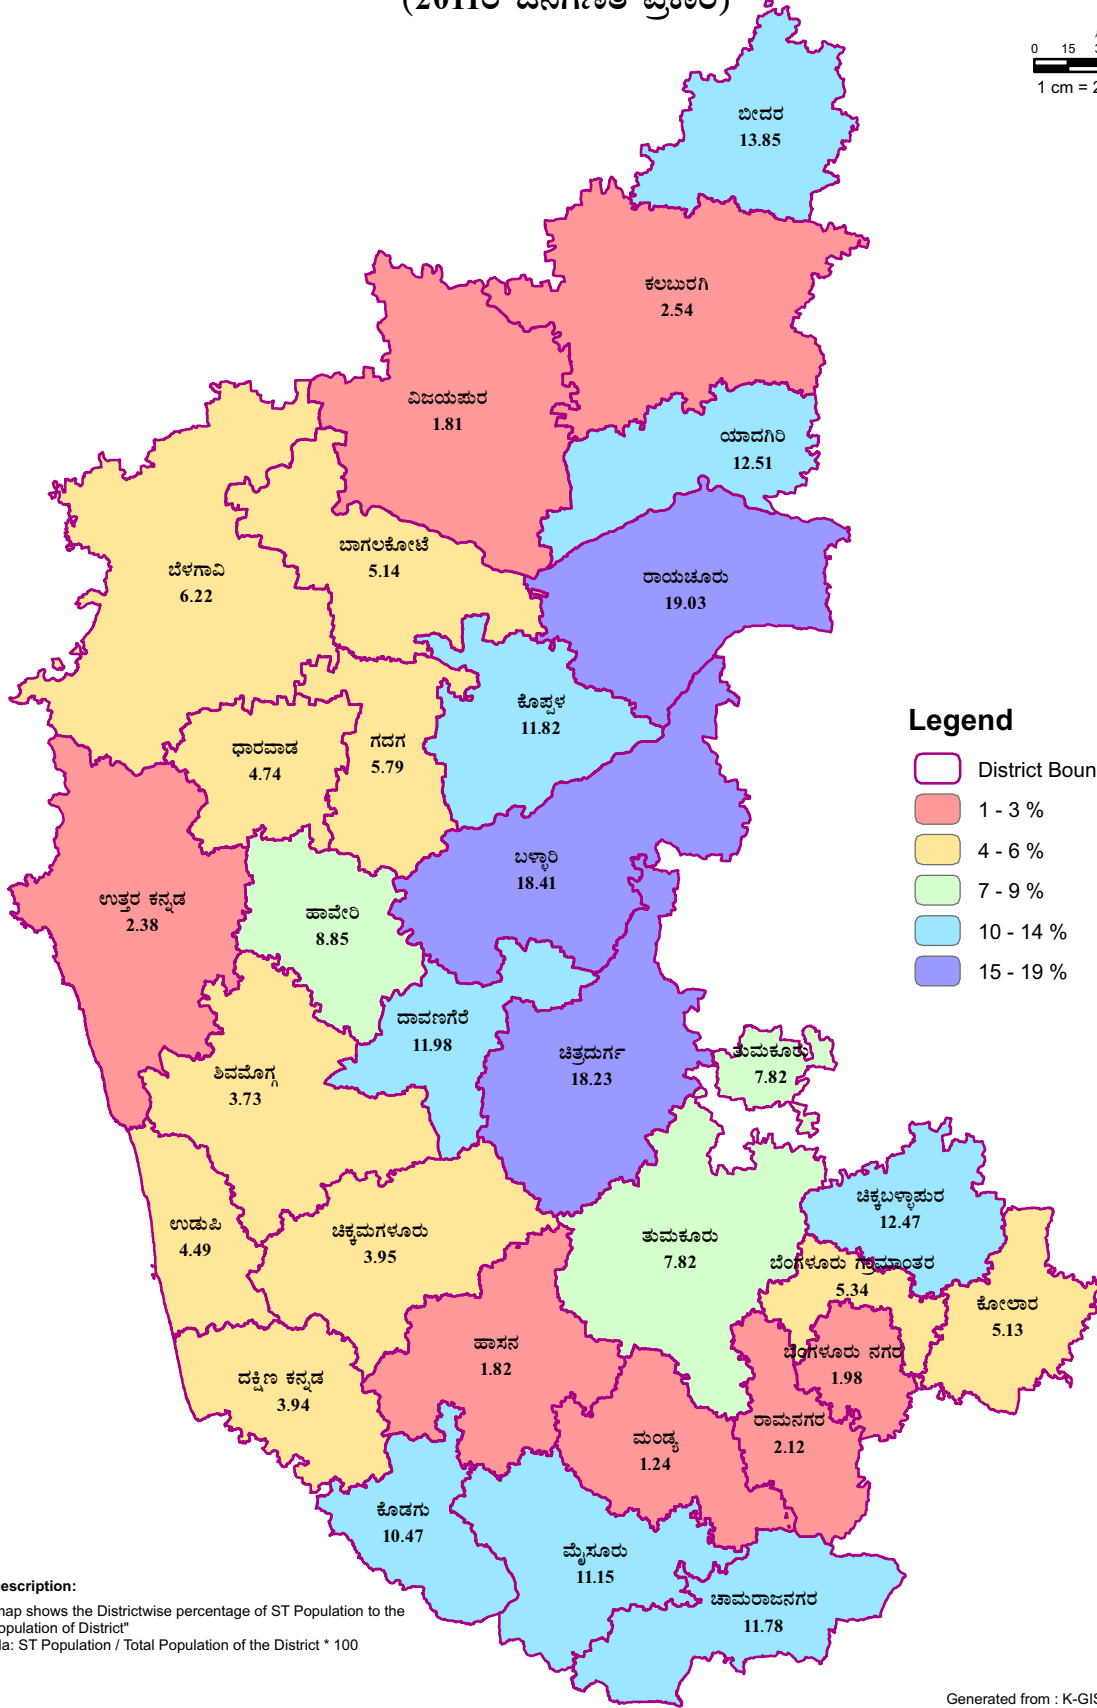 (2011ರ ಜನಗಣತಿ ಪ್ರಕಾರ)
0 15
1 cm = 2
ಬೀದರ
13.85
ಕಲಬುರಗಿ
2.54
ವಿಜಯಪುರ
1.81
ಯಾದಗಿರಿ
12.51
ಬಾಗಲಕೋಟೆ
5.14
ಬೆಳಗಾವಿ
6.22
ರಾಯಚೂರು
19.03
ಕೊಪ್ಪಳ
11.82
ಧಾರವಾಡ
4.74
ಗದಗ
5.79
Legend
District Boun
1 - 3 %
4 - 6 %
7 - 9 %
10 - 14 %
15 - 19 %
ಬಳ್ಳಾರಿ
18.41
ಉತ್ತರ ಕನ್ನಡ
2.38
ಹಾವೇರಿ
8.85
ದಾವಣಗೆರೆ
11.98
ಚಿತ್ರದುರ್ಗ
18.23
ತುಮಕೂರು
7.82
ಶಿವಮೊಗ್ಗ
3.73
ಚಿಕ್ಕಬಳ್ಳಾಪುರ
12.47
ಉಡುಪಿ
4.49
ಚಿಕ್ಕಮಗಳೂರು
3.95
ತುಮಕೂರು
7.82
ಬೆಂಗಳೂರು ಗ್ರಾಮಾಂತರ
5.34
ಕೋಲಾರ
5.13
ಹಾಸನ
1.82
ಬೆಂಗಳೂರು ನಗರ
1.98
ದಕ್ಷಿಣ ಕನ್ನಡ
3.94
ರಾಮನಗರ
2.12
ಮಂಡ್ಯ
1.24
ಕೊಡಗು
10.47
ಮೈಸೂರು
11.15
ಚಾಮರಾಜನಗರ
11.78
escription:
map shows the Districtwise percentage of ST Population to the
opulation of District"
la: ST Population / Total Population of the District * 100
Generated from : K-GIS